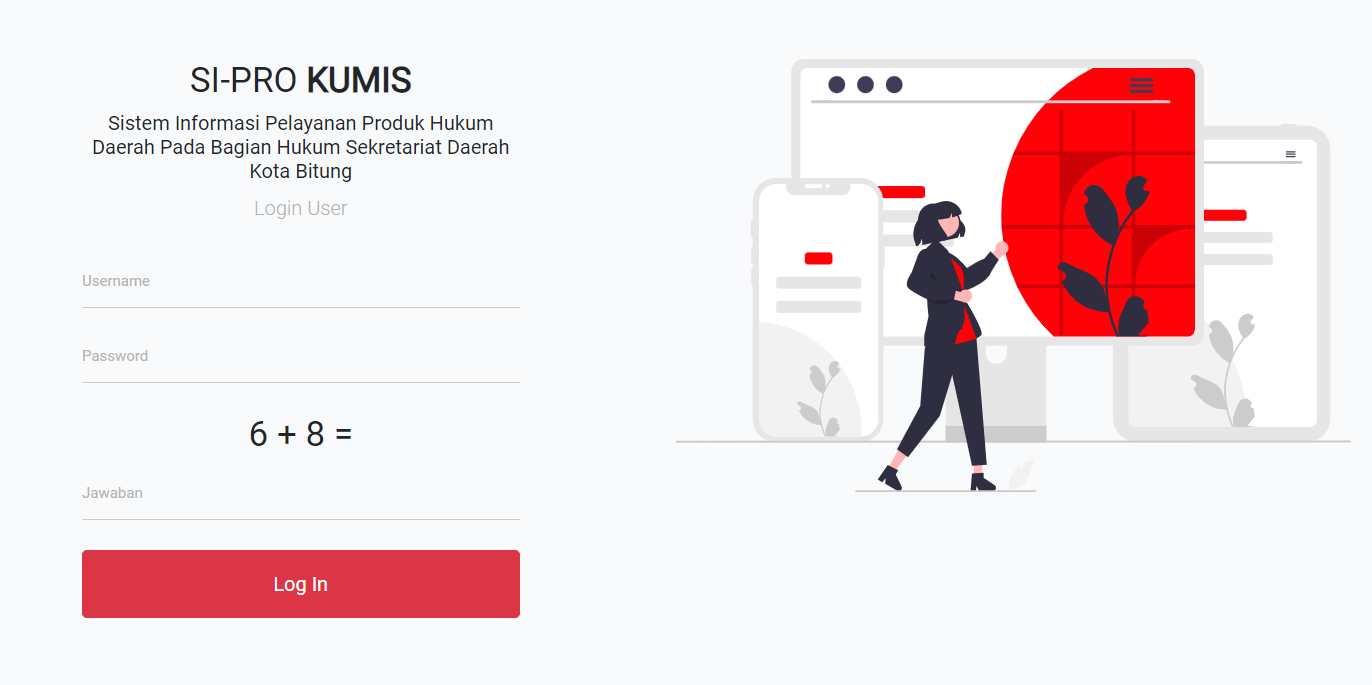 SI-PRO KUMIS
Sistem Informasi Pelayanan Produk Hukum
Daerah Pada Bagian Hukum Sekretariat Daerah
Kota Bitung
Login User
Username
Password
6 + 8 =
Jawaban
Log In